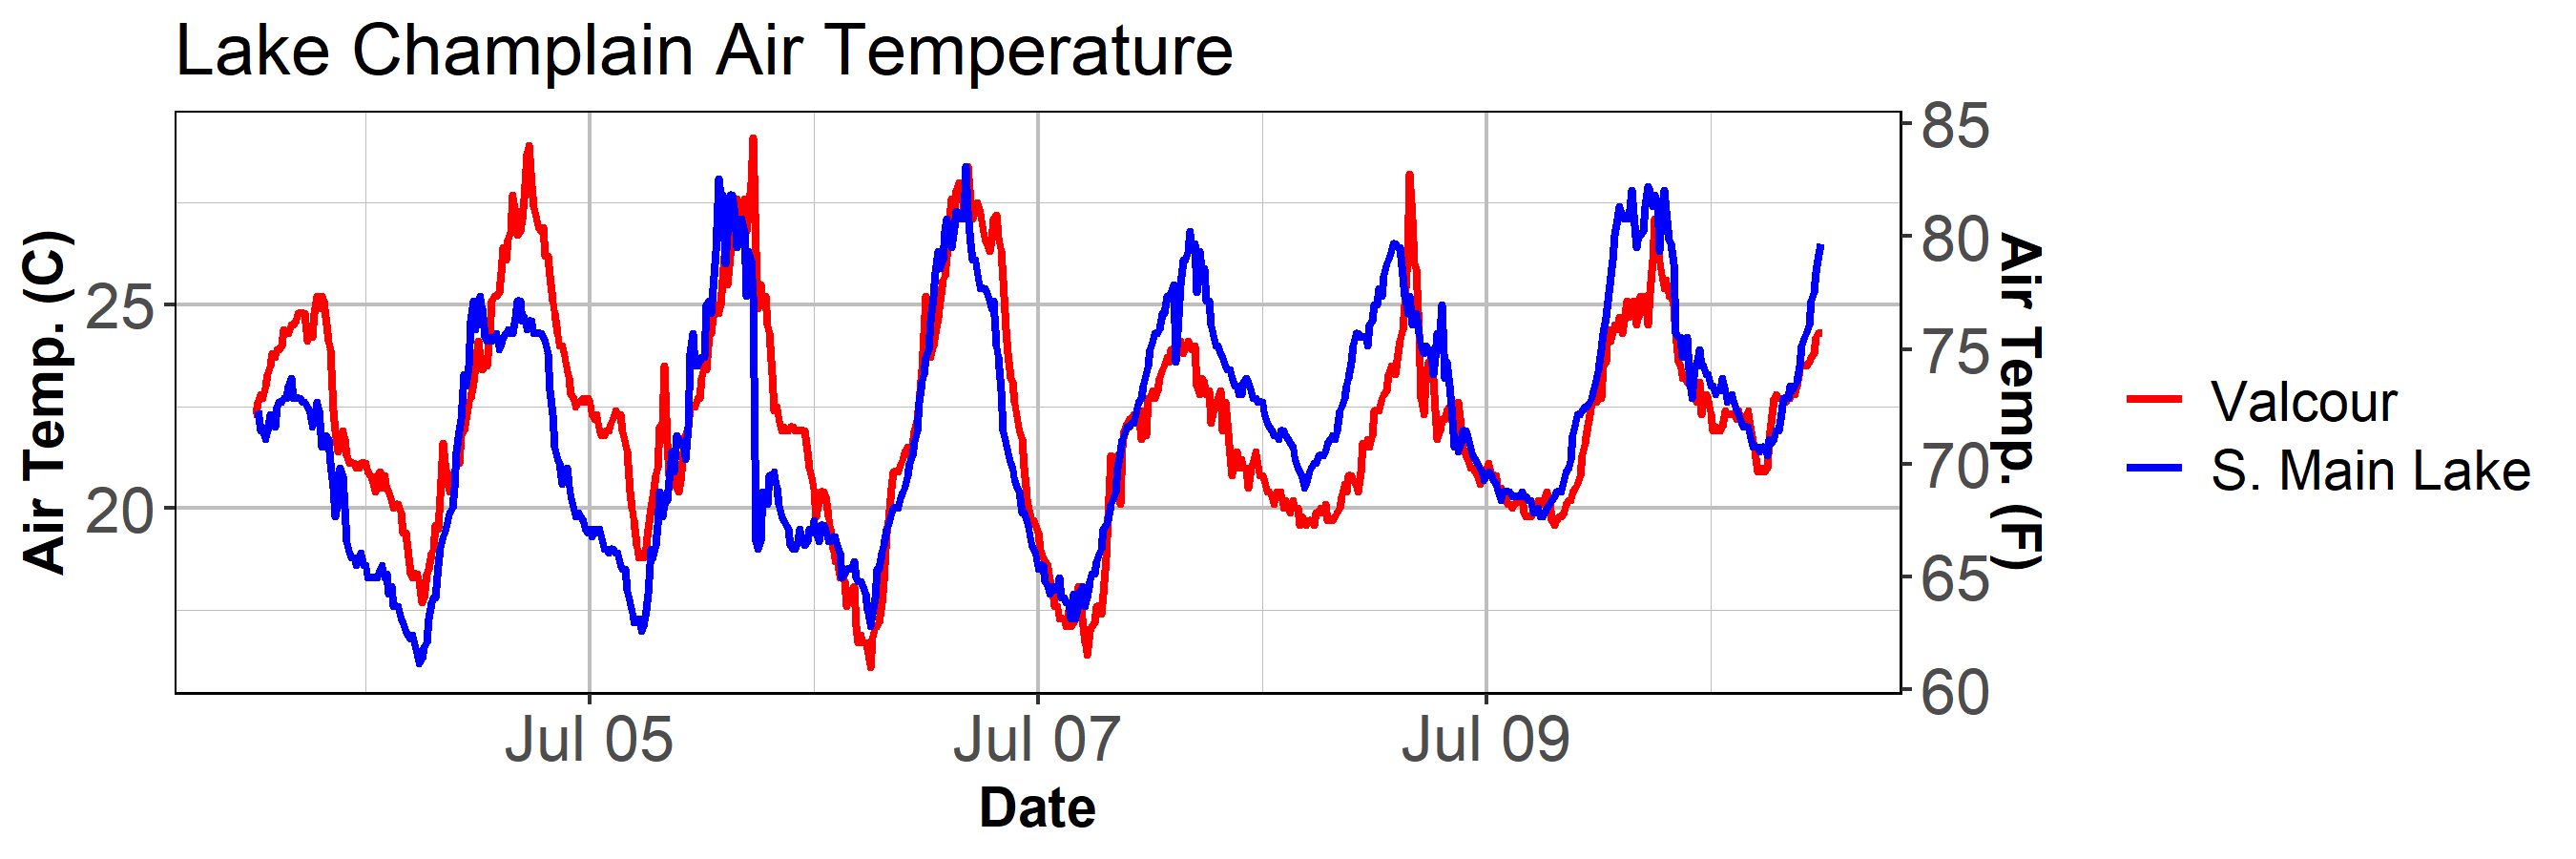 Lake Champlain Air Temperature
Air Temp. (C)
25
20
85
80
75
70
65
60
Air Temp. (F)
Jul 05
Jul 07
Jul 09
Date
Valcour
S. Main Lake